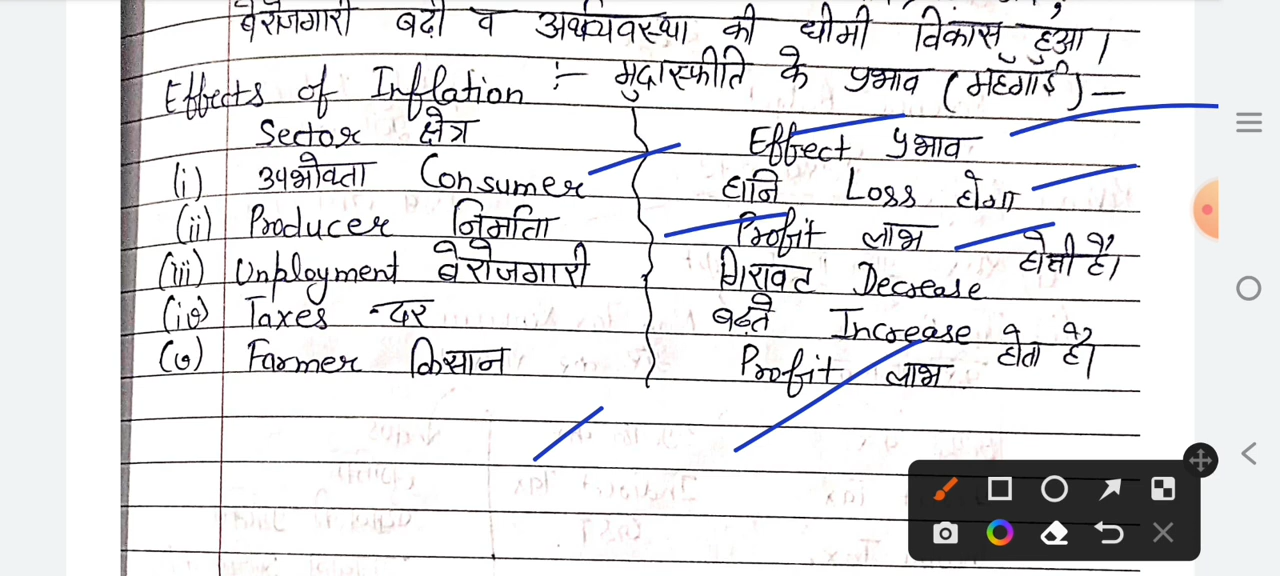 बेरोजगारी बढ़ी व अर्थव्यवस्था की धीमी विकास हुआ।
Effects of Inflation :- मुद्रास्फीति के प्रभाव (महंगाई) —
Sector क्षेत्र Effect प्रभाव
(i) उपभोक्ता Consumer हानि Loss होगा
(ii) Producer निर्माता Profit लाभ
(iii) Unployment बेरोजगारी गिरावट Decrease होती है।
(iv) Taxes - दर बढ़ते Increase
(v) Farmer किसान Profit लाभ होता है।